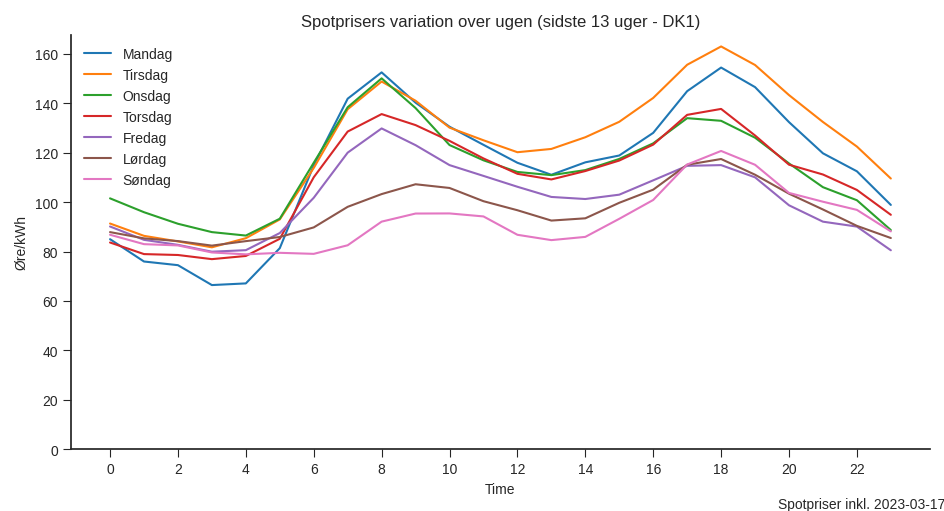 Spotprisers variation over ugen (sidste 13 uger - DK1)
160
140
120
100
80
60
40
20
0
Øre/kWh
Mandag
Tirsdag
Onsdag
Torsdag
Fredag
Lørdag
Søndag
0 2 4 6 8 10 12 14 16 18 20 22
Time
Spotpriser inkl. 2023-03-17